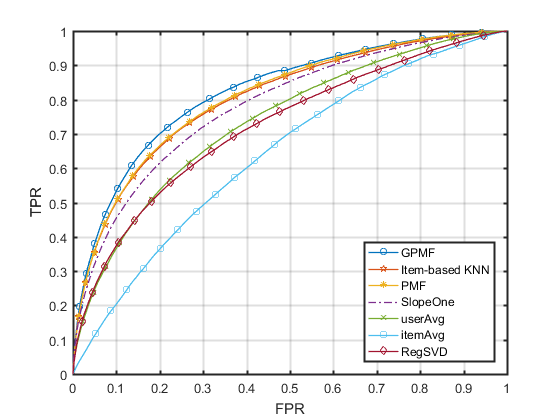 1
0.9
0.8
0.7
0.6
0.5
0.4
0.3
0.2
0.1
0
TPR
0 0.1 0.2 0.3 0.4 0.5 0.6 0.7 0.8 0.9 1
FPR
GPMF
Item-based KNN
PMF
SlopeOne
userAvg
itemAvg
RegSVD